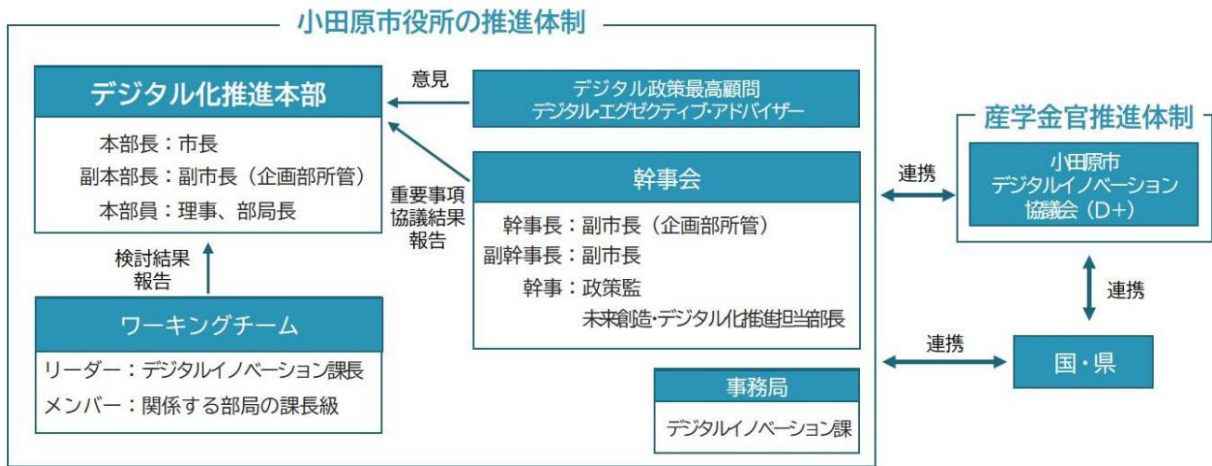 小田原市役所の推進体制
デジタル化推進本部
本部長：市長
副本部長：副市長（企画部所管）
本部員：理事、部局長
意見
デジタル政策最高顧問
デジタル・エグゼクティブ・アドバイザー
重要事項
協議結果
報告
幹事会
幹事長：副市長（企画部所管）
副幹事長：副市長
幹事：政策監
未来創造・デジタル化推進担当部長
検討結果
報告
ワーキングチーム
リーダー：デジタルイノベーション課長
メンバー：関係する部局の課長級
事務局
デジタルイノベーション課
連携
産学金官推進体制
小田原市
デジタルイノベーション
協議会（D+）
連携
連携
国・県